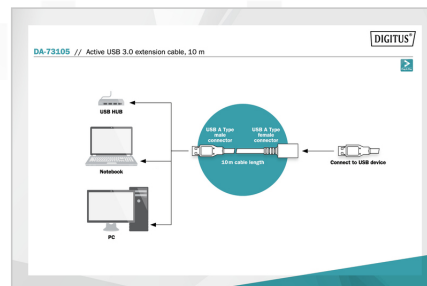 DIGITUS®
DA-73105 // Active USB 3.0 extension cable, 10 m
USB HUB
USB A Type
male
connector
USB A Type
female
connector
10m cable length
Notebook
Connect to USB device
PC